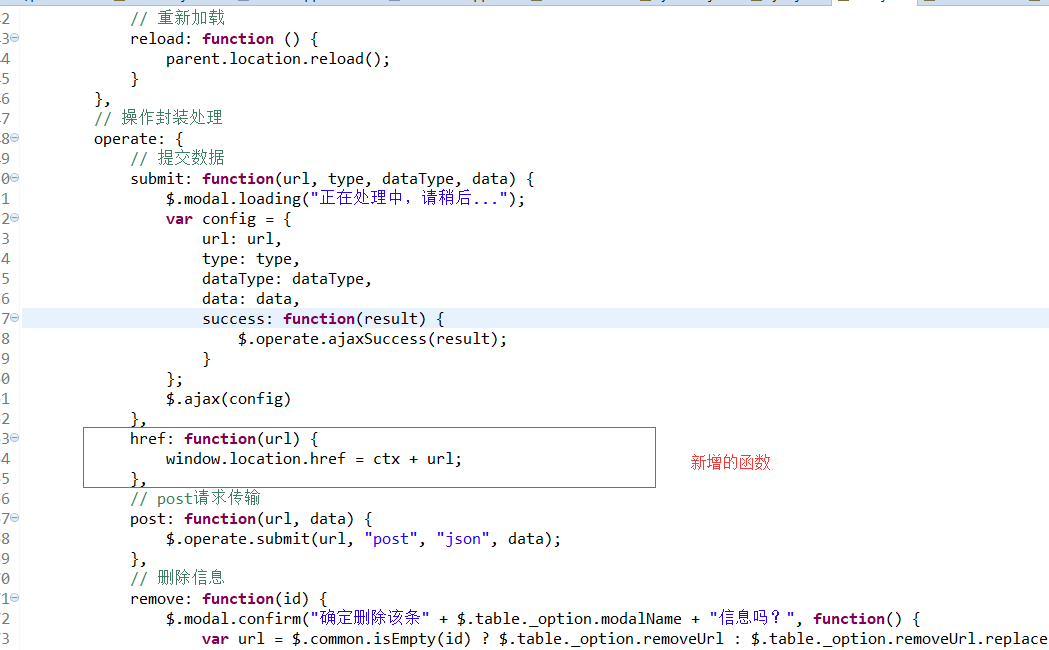 2 // 重新加载
3 reload: function () {
4 parent.location.reload();
5 }
6 },
7 // 操作封装处理
8 operate: {
9 // 提交数据
0 submit: function(url, type, dataType, data) {
1 $.modal.loading("正在处理中，请稍后...");
2 var config = {
3 url: url,
4 type: type,
5 dataType: dataType,
6 data: data,
7 success: function(result) {
8 $.operate.ajaxSuccess(result);
9 }
0 };
1 $.ajax(config)
2 },
3 href: function(url) {
4 window.location.href = ctx + url; 新增的函数
5 },
6 // post请求传输
7 post: function(url, data) {
8 $.operate.submit(url, "post", "json", data);
9 },
0 // 删除信息
1 remove: function(id) {
2 $.modal.confirm("确定删除该条" + $.table._option.modalName + "信息吗？", function() {
3 var url = $.common.isEmpty(id) ? $.table._option.removeUrl : $.table._option.removeUrl.replace